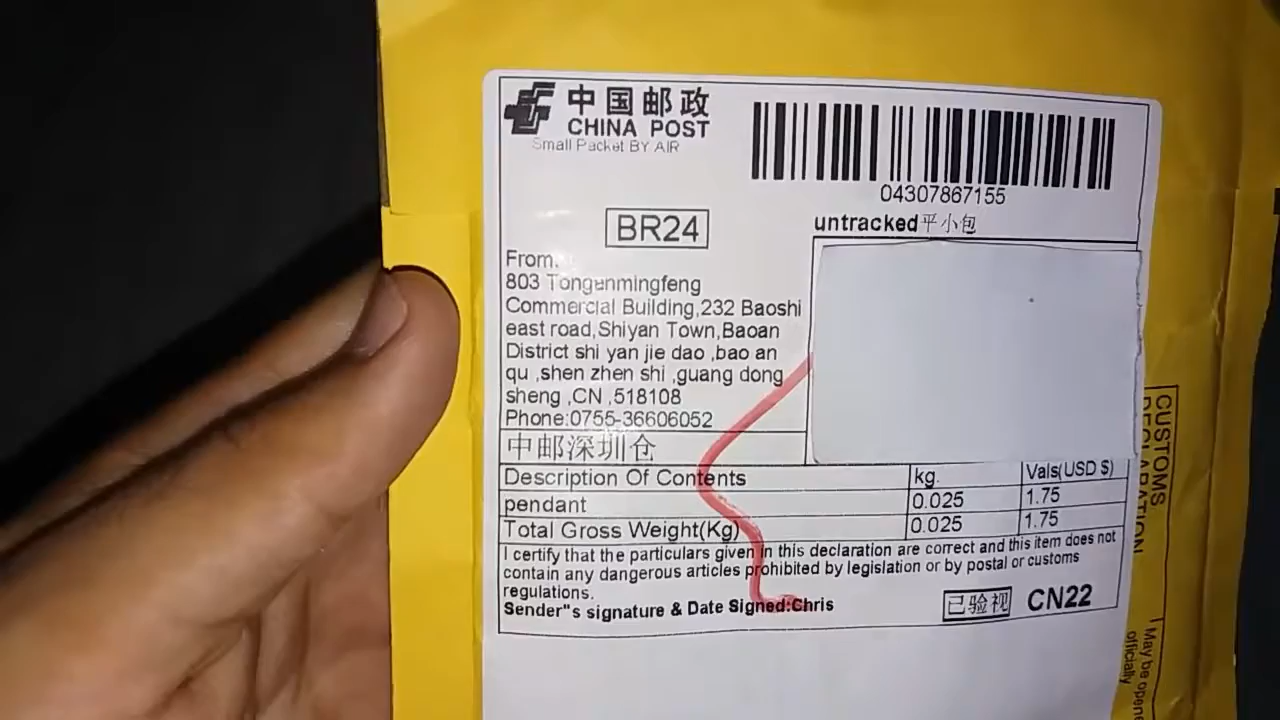 中国邮政
CHINA POST
Small Packet BY AIR
04307867155
untracked平小包
BR24
From:
803 Tonganmingfeng
Commercial Building,232 Baoshi
east road,Shiyan Town,Baoan
District shi yan jie dao ,bao an
qu ,shen zhen shi ,guang dong
sheng ,CN ,518108
Phone:0755-36606052
中邮深圳仓
Description Of Contents kg. Vals(USD $)
pendant 0.025 1.75
Total Gross Weight(Kg) 0.025 1.75
I certify that the particulars given in this declaration are correct and this item does not
contain any dangerous articles prohibited by legislation or by postal or customs
regulations.
Sender"s signature & Date Signed:Chris
已验视 CN22
CUSTOMS
DECLARATION
May be opened
officially